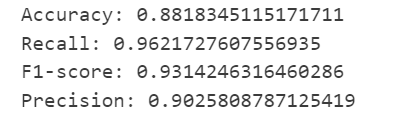 Accuracy: 0.8818345115171711
Recall: 0.9621727607556935
F1-score: 0.9314246316460286
Precision: 0.9025808787125419